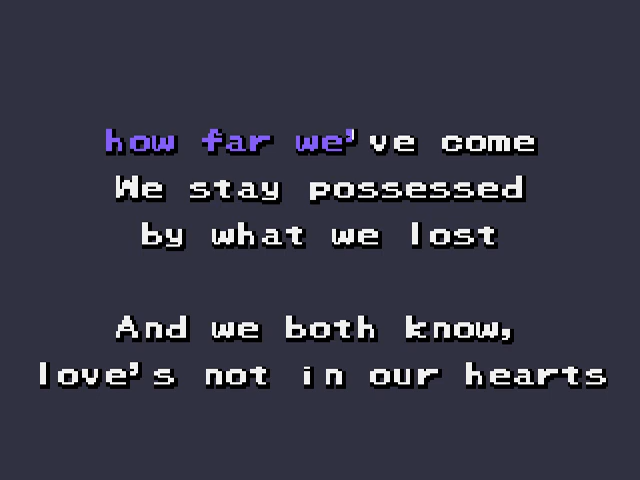 how far we've come
We stay possessed
by what we lost
And we both know,
love's not in our hearts